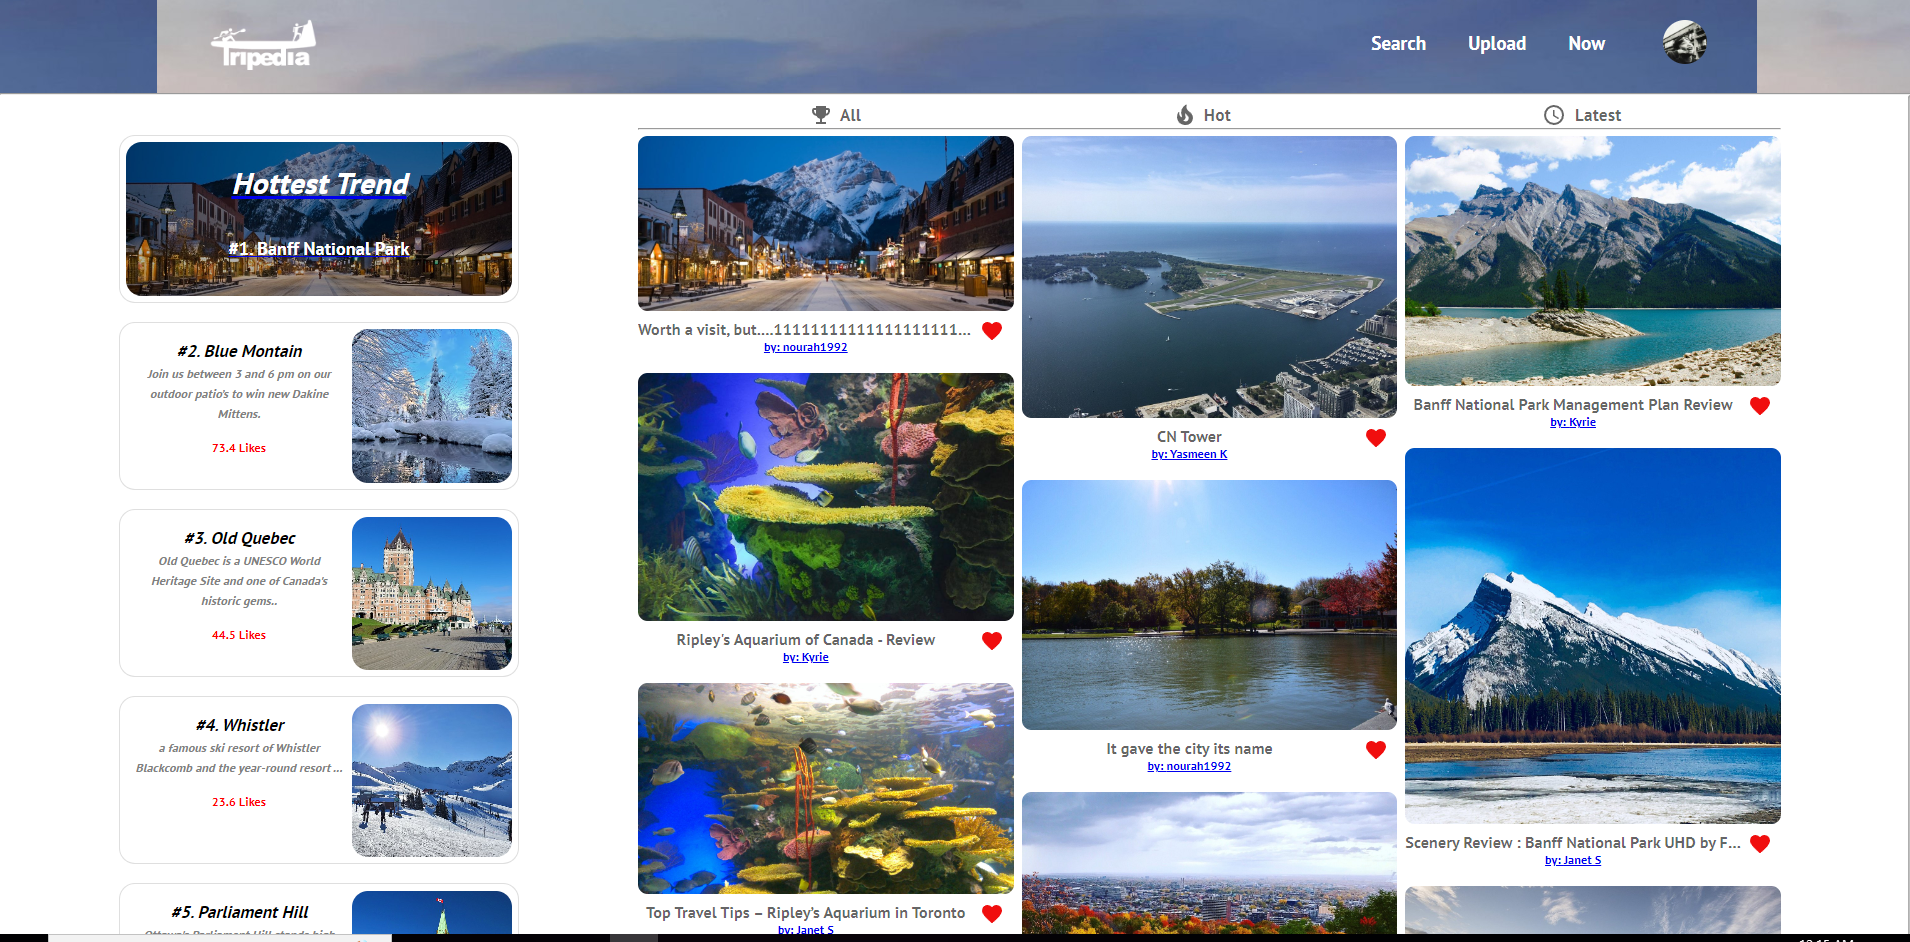 Tripedia
Search
Upload
Now
All
Hot
Latest
Hottest Trend
#1. Banff National Park
#2. Blue Montain
Join us between 3 and 6 pm on our
outdoor patio's to win new Dakine
Mittens.
73.4 Likes
#3. Old Quebec
Old Quebec is a UNESCO World
Heritage Site and one of Canada's
historic gems..
44.5 Likes
#4. Whistler
a famous ski resort of Whistler
Blackcomb and the year-round resort ...
23.6 Likes
#5. Parliament Hill
Ottawa's Parliament Hill stands high
Worth a visit, but....11111111111111111111...
by: nourah1992
Ripley's Aquarium of Canada - Review
by: Kyrie
Top Travel Tips – Ripley's Aquarium in Toronto
by: Janet S
CN Tower
by: Yasmeen K
It gave the city its name
by: nourah1992
Banff National Park Management Plan Review
by: Kyrie
Scenery Review : Banff National Park UHD by F...
by: Janet S